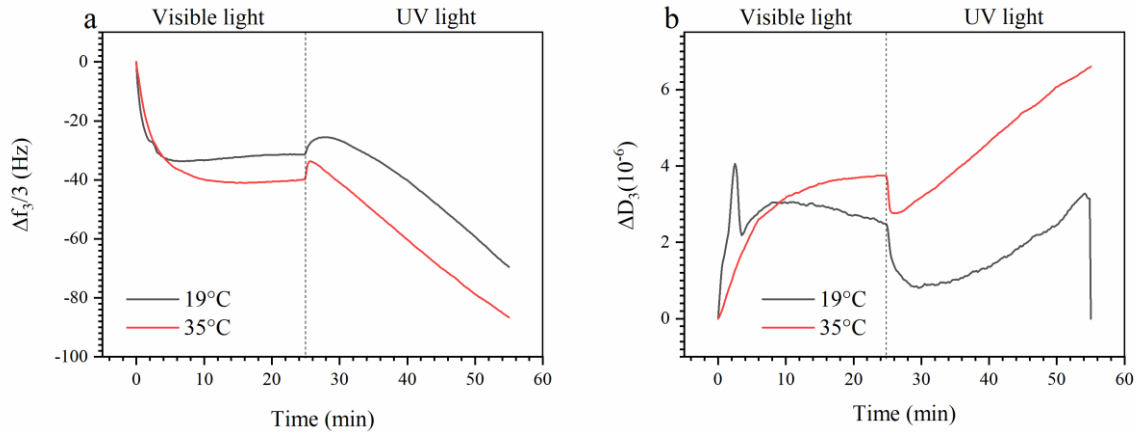 a
Visible light
UV light
0
-20
-40
-60
-80
-100
Δf₃/3 (Hz)
19°C
35°C
0
10
20
30
40
50
60
Time (min)
b
Visible light
UV light
6
4
2
0
ΔD₃(10⁻⁶)
19°C
35°C
0
10
20
30
40
50
60
Time (min)